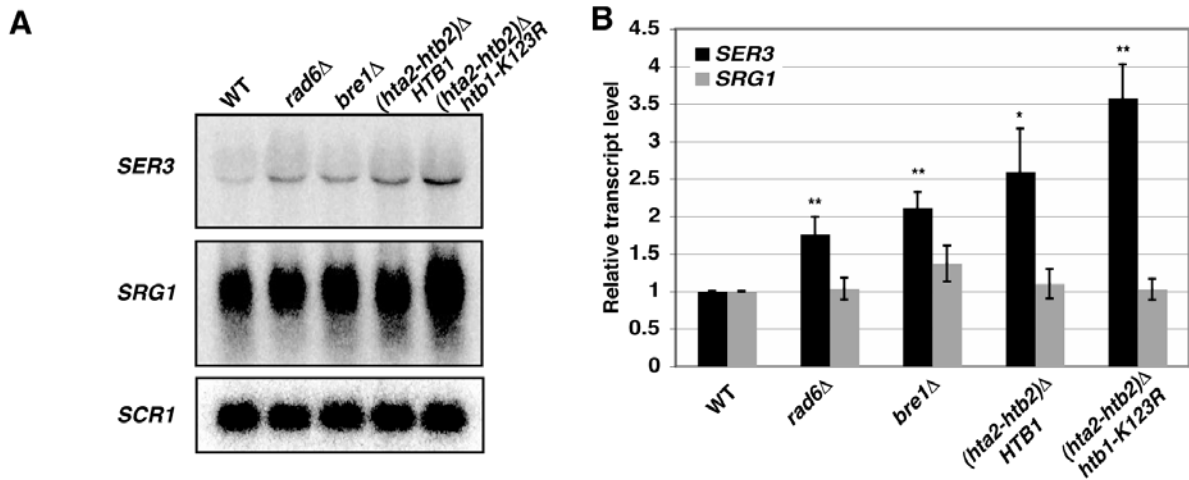 A
WT
rad6Δ
bre1Δ
(hta2-htb2)Δ
HTB1
(hta2-htb2)Δ
htb1-K123R
SER3
SRG1
SCR1
B
4.5
4
3.5
3
2.5
2
1.5
1
0.5
0
Relative transcript level
SER3
SRG1
**
**
*
**
WT
rad6Δ
bre1Δ
(hta2-htb2)Δ
HTB1
(hta2-htb2)Δ
htb1-K123R